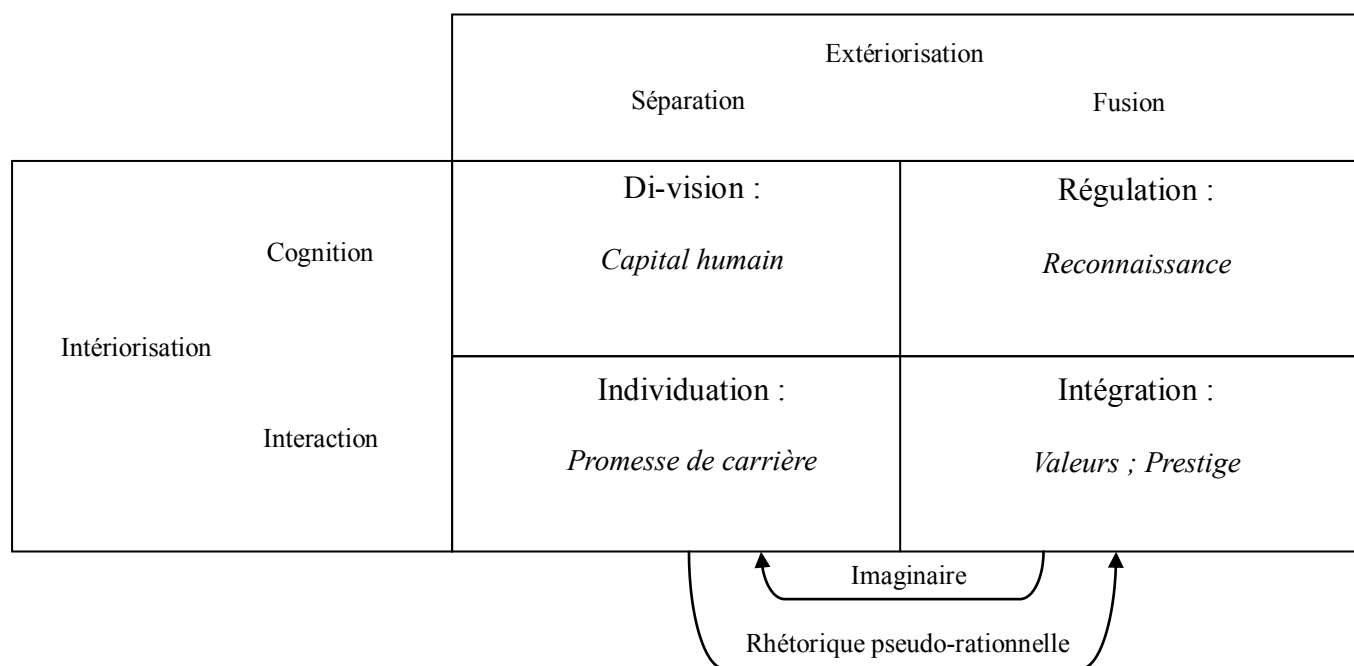 Extériorisation
Séparation Fusion
Di-vision : Régulation :
Cognition Capital humain Reconnaissance
Intériorisation
Individuation : Intégration :
Interaction Promesse de carrière Valeurs ; Prestige
Imaginaire
Rhétorique pseudo-rationnelle